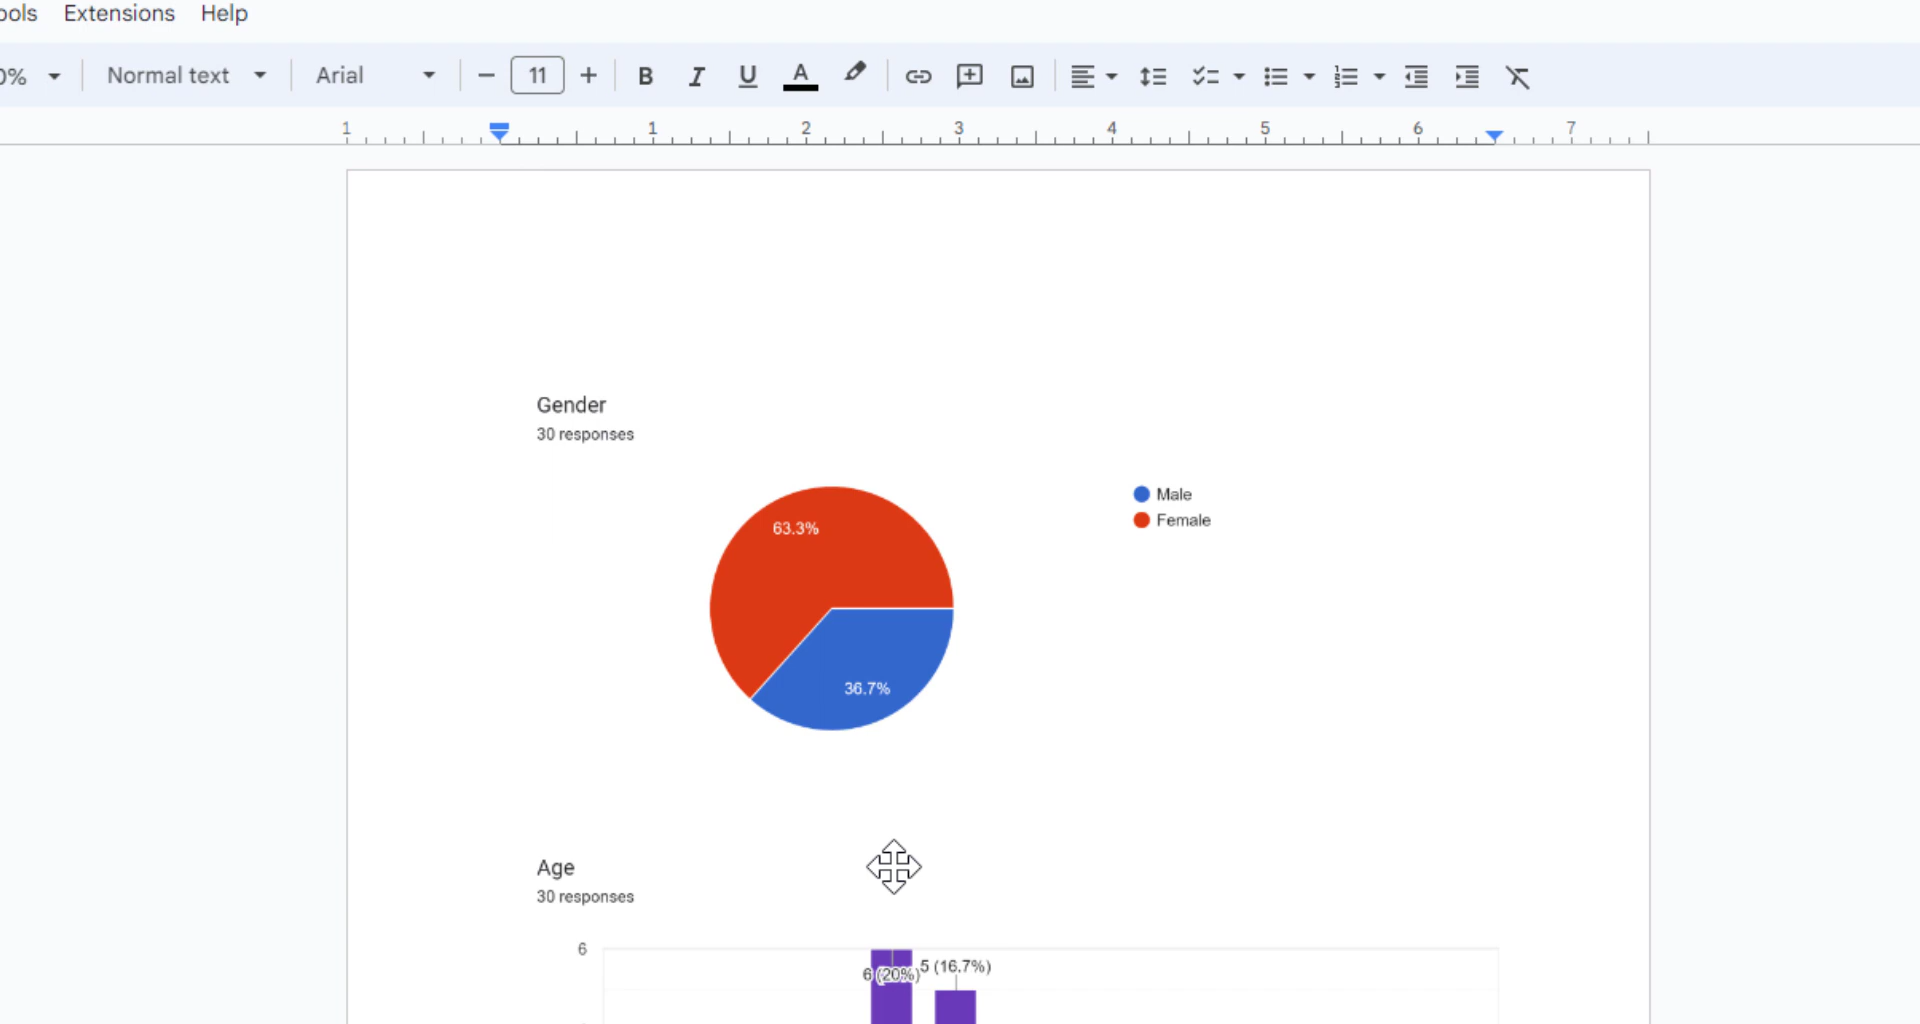 ools Extensions Help
0% Normal text Arial 11 B I U A
1 1 2 3 4 5 6 7
Gender
30 responses
Male
Female
63.3%
36.7%
Age
30 responses
6
6 (20%) 5 (16.7%)